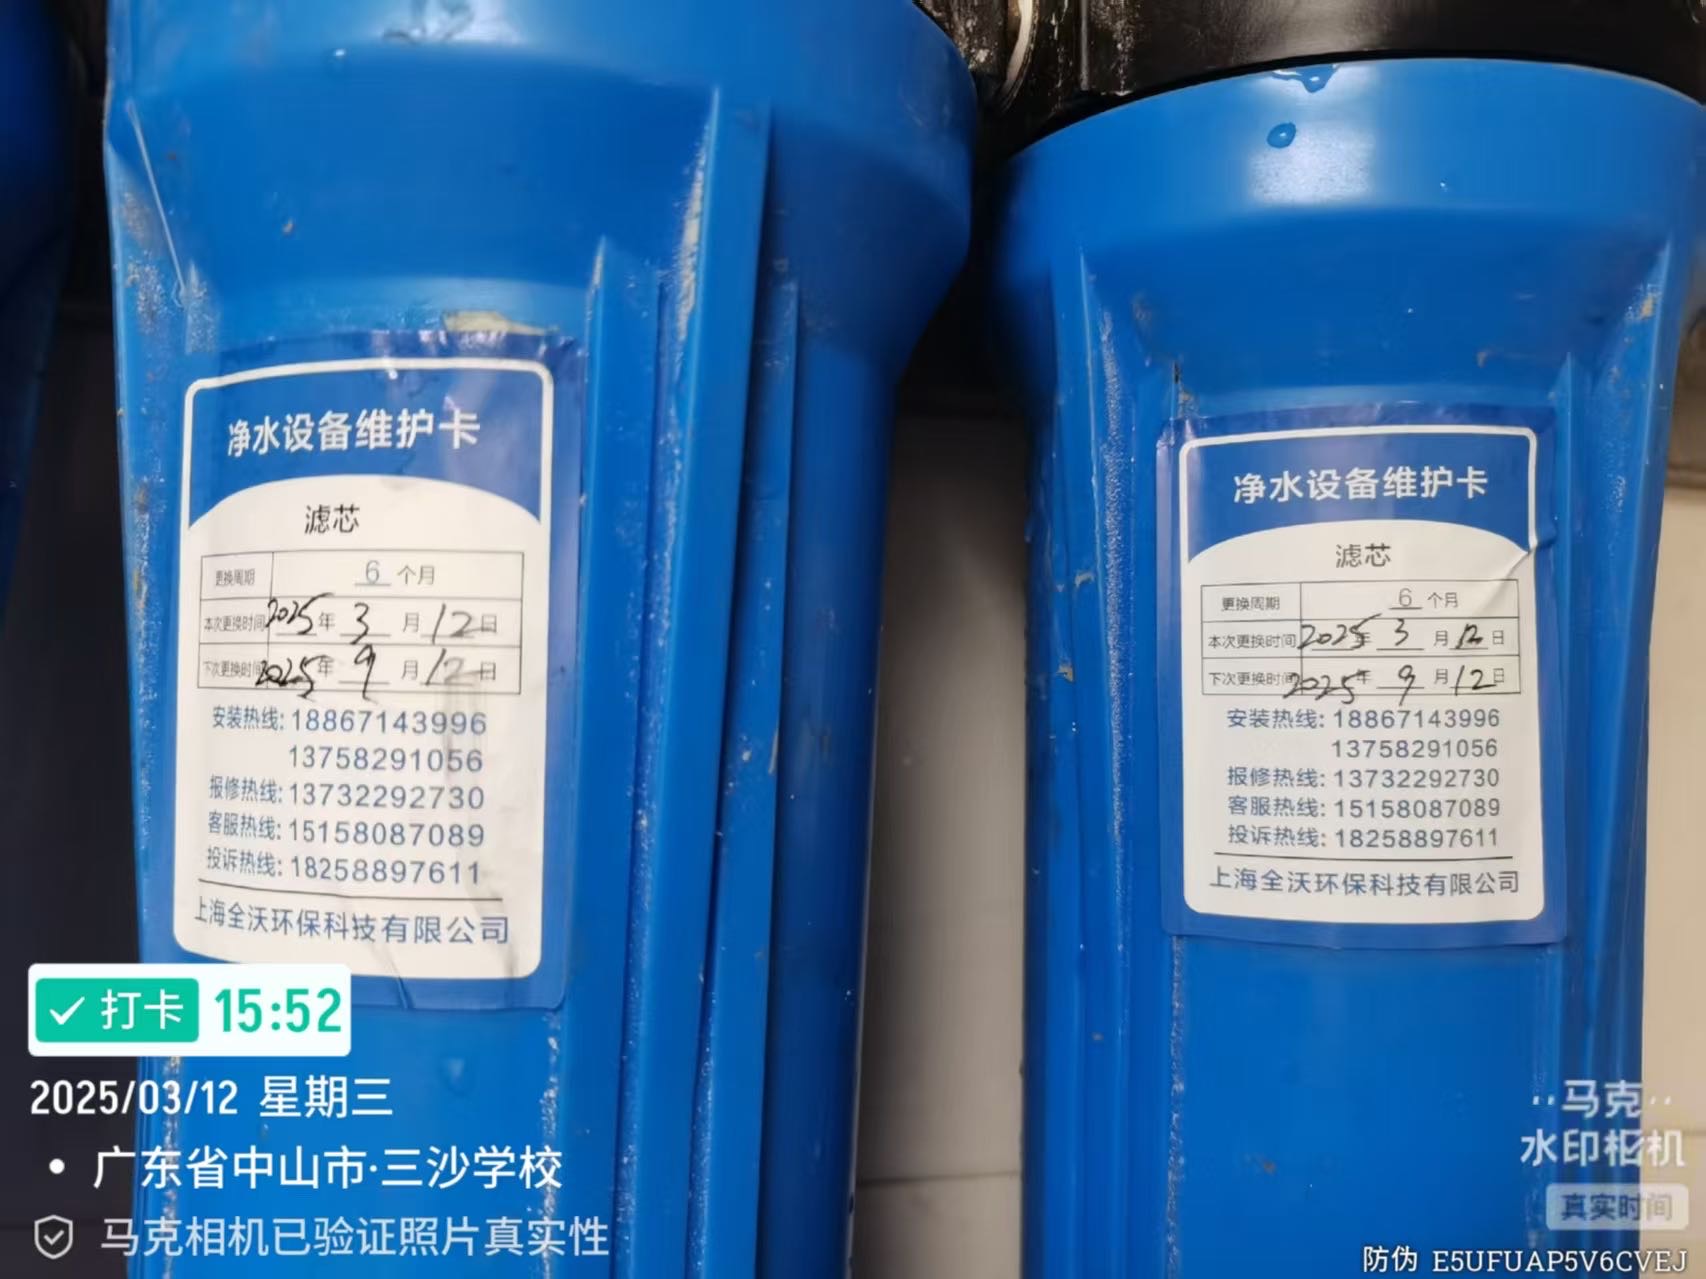 净水设备维护卡
滤芯
更换周期 6 个月
本次更换时间 2025 年 3 月 12 日
下次更换时间 2025 年 9 月 12 日
安装热线: 18867143996
13758291056
报修热线: 13732292730
客服热线: 15158087089
投诉热线: 18258897611
上海全沃环保科技有限公司
净水设备维护卡
滤芯
更换周期 6 个月
本次更换时间 2025 年 3 月 12 日
下次更换时间 2025 年 9 月 12 日
安装热线: 18867143996
13758291056
报修热线: 13732292730
客服热线: 15158087089
投诉热线: 18258897611
上海全沃环保科技有限公司
打卡 15:52
2025/03/12 星期三
• 广东省中山市·三沙学校
马克相机已验证照片真实性
马克
水印相机
真实时间
防伪 E5UFUAP5V6CVEJ